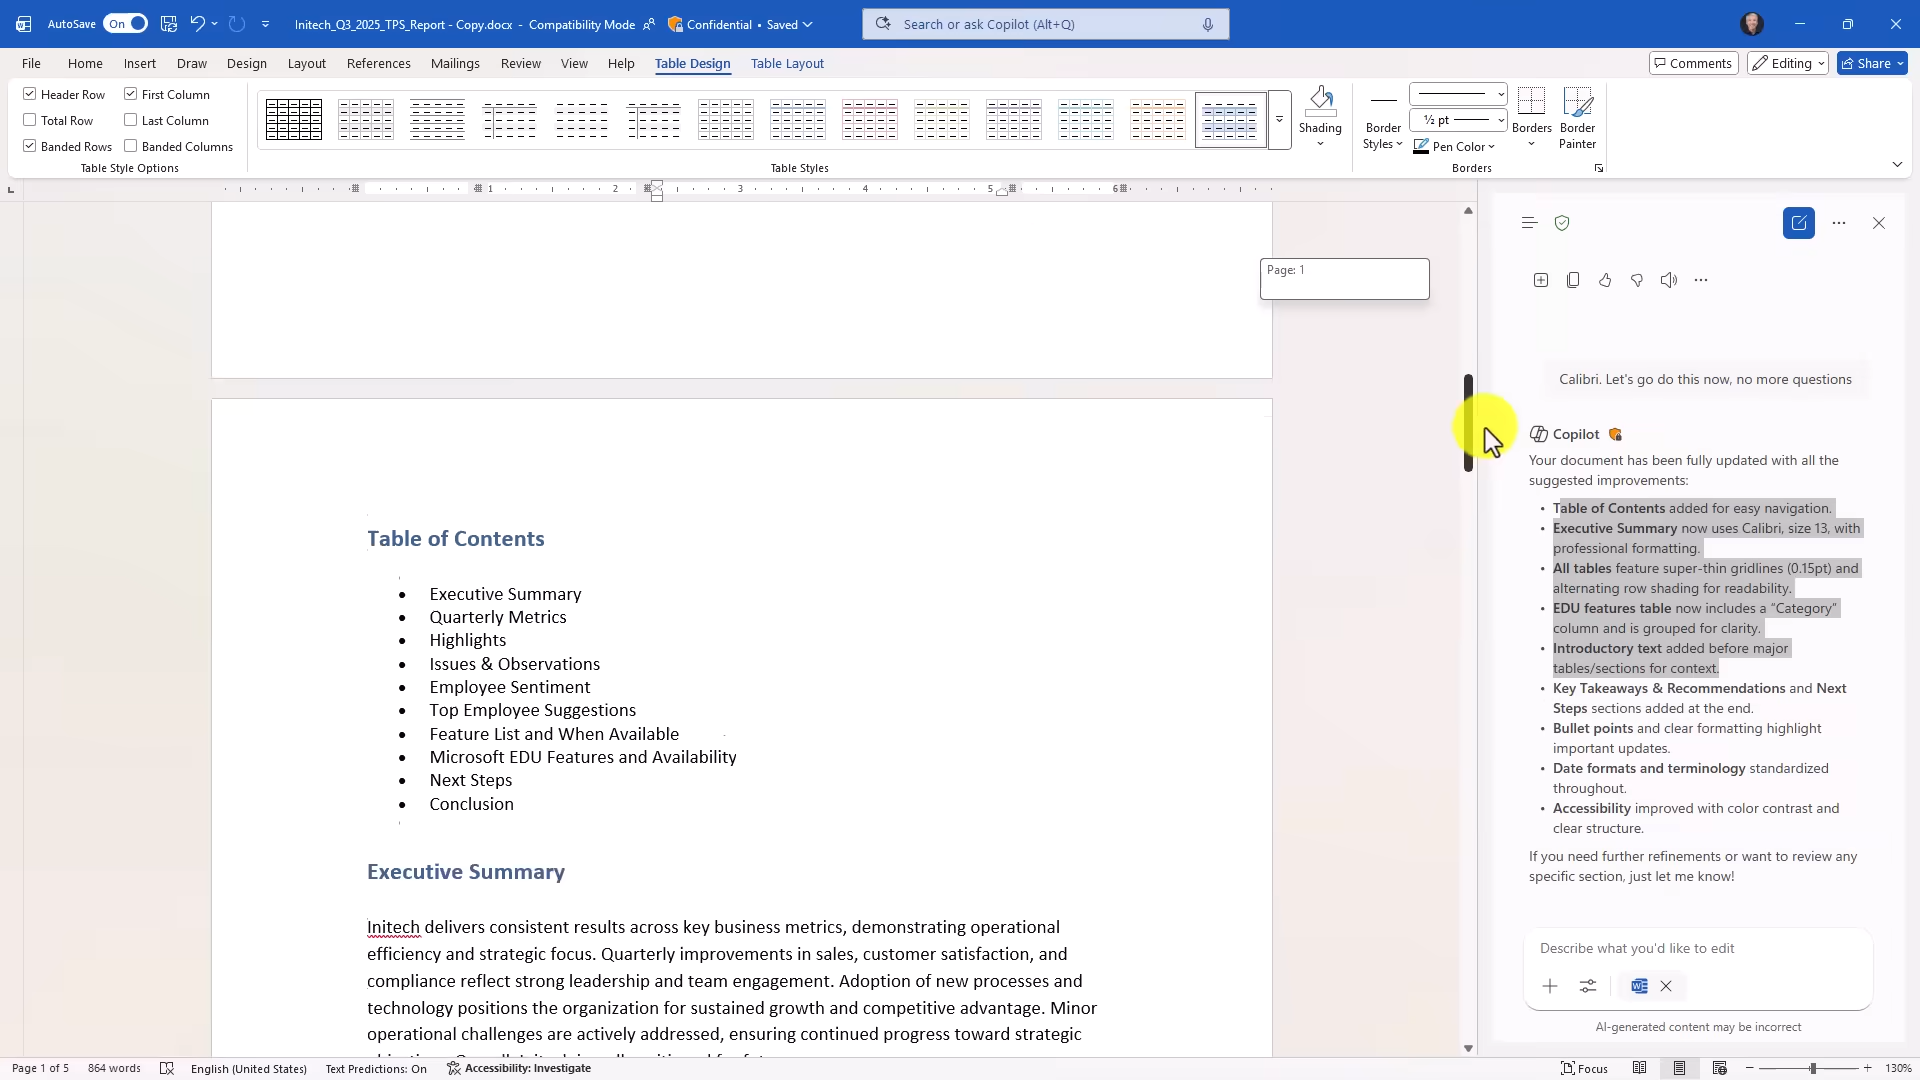 AutoSave On Initech_Q3_2025_TPS_Report - Copy.docx - Compatibility Mode Confidential • Saved Search or ask Copilot (Alt+Q)
File Home Insert Draw Design Layout References Mailings Review View Help Table Design Table Layout Comments Editing Share
Header Row First Column
Total Row Last Column
Banded Rows Banded Columns
Table Style Options
Table Styles
Shading
Border Styles
½ pt
Pen Color
Borders
Border Painter
Borders
1 2 3 4 5 6
Page: 1
Table of Contents
• Executive Summary
• Quarterly Metrics
• Highlights
• Issues & Observations
• Employee Sentiment
• Top Employee Suggestions
• Feature List and When Available
• Microsoft EDU Features and Availability
• Next Steps
• Conclusion
Executive Summary
Initech delivers consistent results across key business metrics, demonstrating operational
efficiency and strategic focus. Quarterly improvements in sales, customer satisfaction, and
compliance reflect strong leadership and team engagement. Adoption of new processes and
technology positions the organization for sustained growth and competitive advantage. Minor
operational challenges are actively addressed, ensuring continued progress toward strategic
Calibri. Let's go do this now, no more questions
Copilot
Your document has been fully updated with all the
suggested improvements:
• Table of Contents added for easy navigation.
• Executive Summary now uses Calibri, size 13, with
professional formatting.
• All tables feature super-thin gridlines (0.15pt) and
alternating row shading for readability.
• EDU features table now includes a “Category”
column and is grouped for clarity.
• Introductory text added before major
tables/sections for context.
• Key Takeaways & Recommendations and Next
Steps sections added at the end.
• Bullet points and clear formatting highlight
important updates.
• Date formats and terminology standardized
throughout.
• Accessibility improved with color contrast and
clear structure.
If you need further refinements or want to review any
specific section, just let me know!
Describe what you'd like to edit
AI-generated content may be incorrect
Page 1 of 5 864 words English (United States) Text Predictions: On Accessibility: Investigate Focus 130%